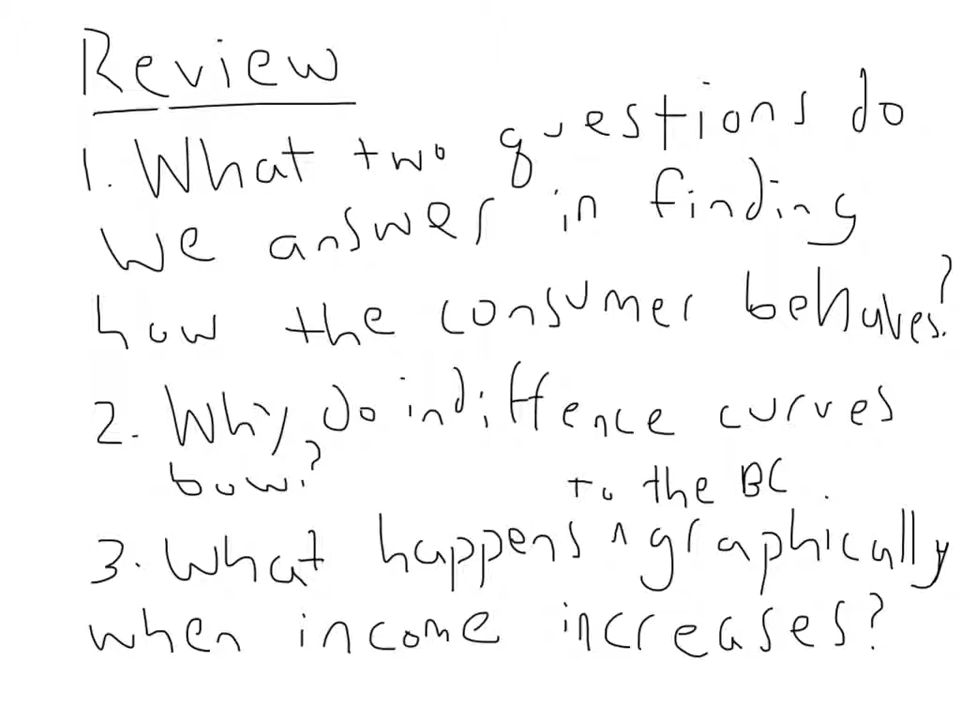 Review
1. What two questions do
we answer in finding
how the consumer behaves?
2. Why do indiffence curves
bow?
to the BC
3. What happens ^ graphically
when income increases?